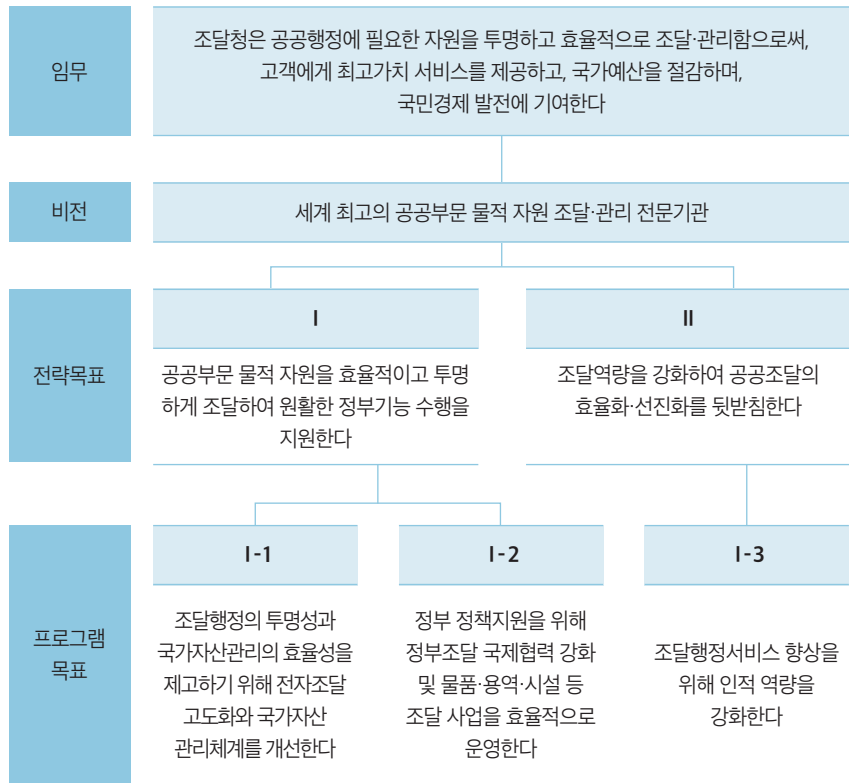 임무
조달청은 공공행정에 필요한 자원을 투명하고 효율적으로 조달·관리함으로써,
고객에게 최고가치 서비스를 제공하고, 국가예산을 절감하며,
국민경제 발전에 기여한다
비전
세계 최고의 공공부문 물적 자원 조달·관리 전문기관
전략목표
I
공공부문 물적 자원을 효율적이고 투명
하게 조달하여 원활한 정부기능 수행을
지원한다
II
조달역량을 강화하여 공공조달의
효율화·선진화를 뒷받침한다
프로그램
목표
I-1
조달행정의 투명성과
국가자산관리의 효율성을
제고하기 위해 전자조달
고도화와 국가자산
관리체계를 개선한다
I-2
정부 정책지원을 위해
정부조달 국제협력 강화
및 물품·용역·시설 등
조달 사업을 효율적으로
운영한다
I-3
조달행정서비스 향상을
위해 인적 역량을
강화한다